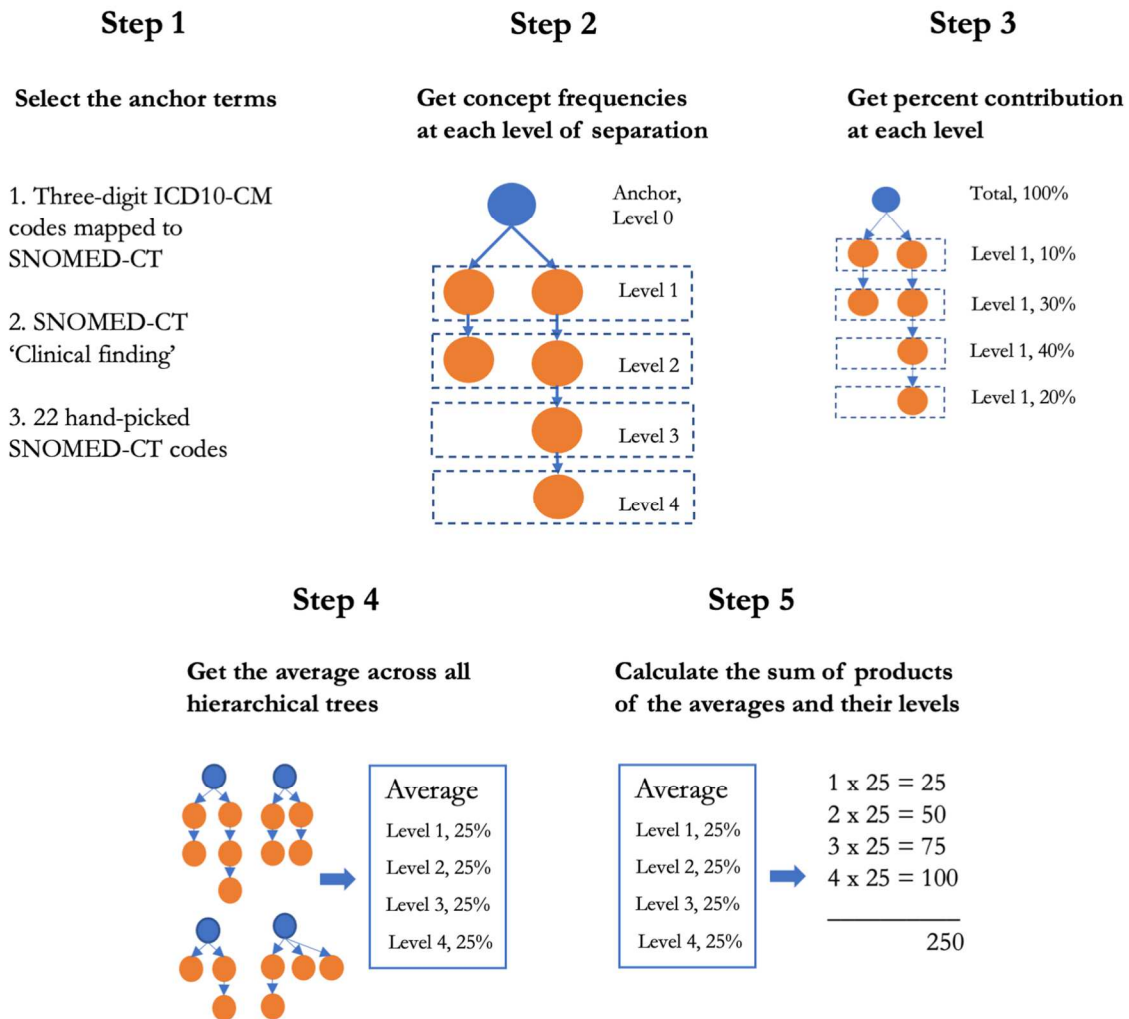 Step 1
Select the anchor terms
1. Three-digit ICD10-CM
codes mapped to
SNOMED-CT
2. SNOMED-CT
‘Clinical finding’
3. 22 hand-picked
SNOMED-CT codes
Step 2
Get concept frequencies
at each level of separation
Anchor,
Level 0
Level 1
Level 2
Level 3
Level 4
Step 3
Get percent contribution
at each level
Total, 100%
Level 1, 10%
Level 1, 30%
Level 1, 40%
Level 1, 20%
Step 4
Get the average across all
hierarchical trees
Average
Level 1, 25%
Level 2, 25%
Level 3, 25%
Level 4, 25%
Step 5
Calculate the sum of products
of the averages and their levels
Average
Level 1, 25%
Level 2, 25%
Level 3, 25%
Level 4, 25%
1 x 25 = 25
2 x 25 = 50
3 x 25 = 75
4 x 25 = 100
250